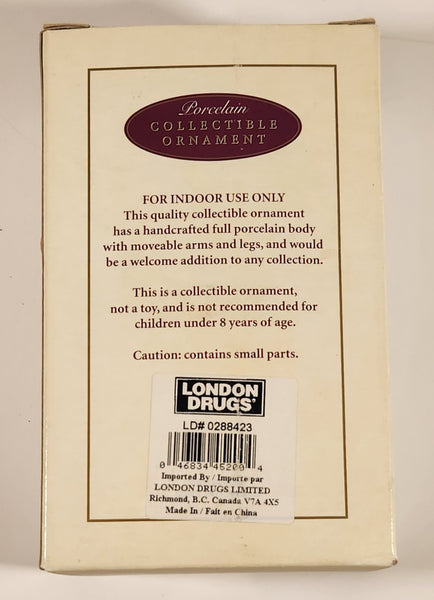 Porcelain
COLLECTIBLE
ORNAMENT
FOR INDOOR USE ONLY
This quality collectible ornament
has a handcrafted full porcelain body
with moveable arms and legs, and would
be a welcome addition to any collection.
This is a collectible ornament,
not a toy, and is not recommended for
children under 8 years of age.
Caution: contains small parts.
LONDON
DRUGS
LD# 0288423
0 46834 45209 4
Imported By / Importe par
LONDON DRUGS LIMITED
Richmond, B.C. Canada V7A 4X5
Made In / Fait en China